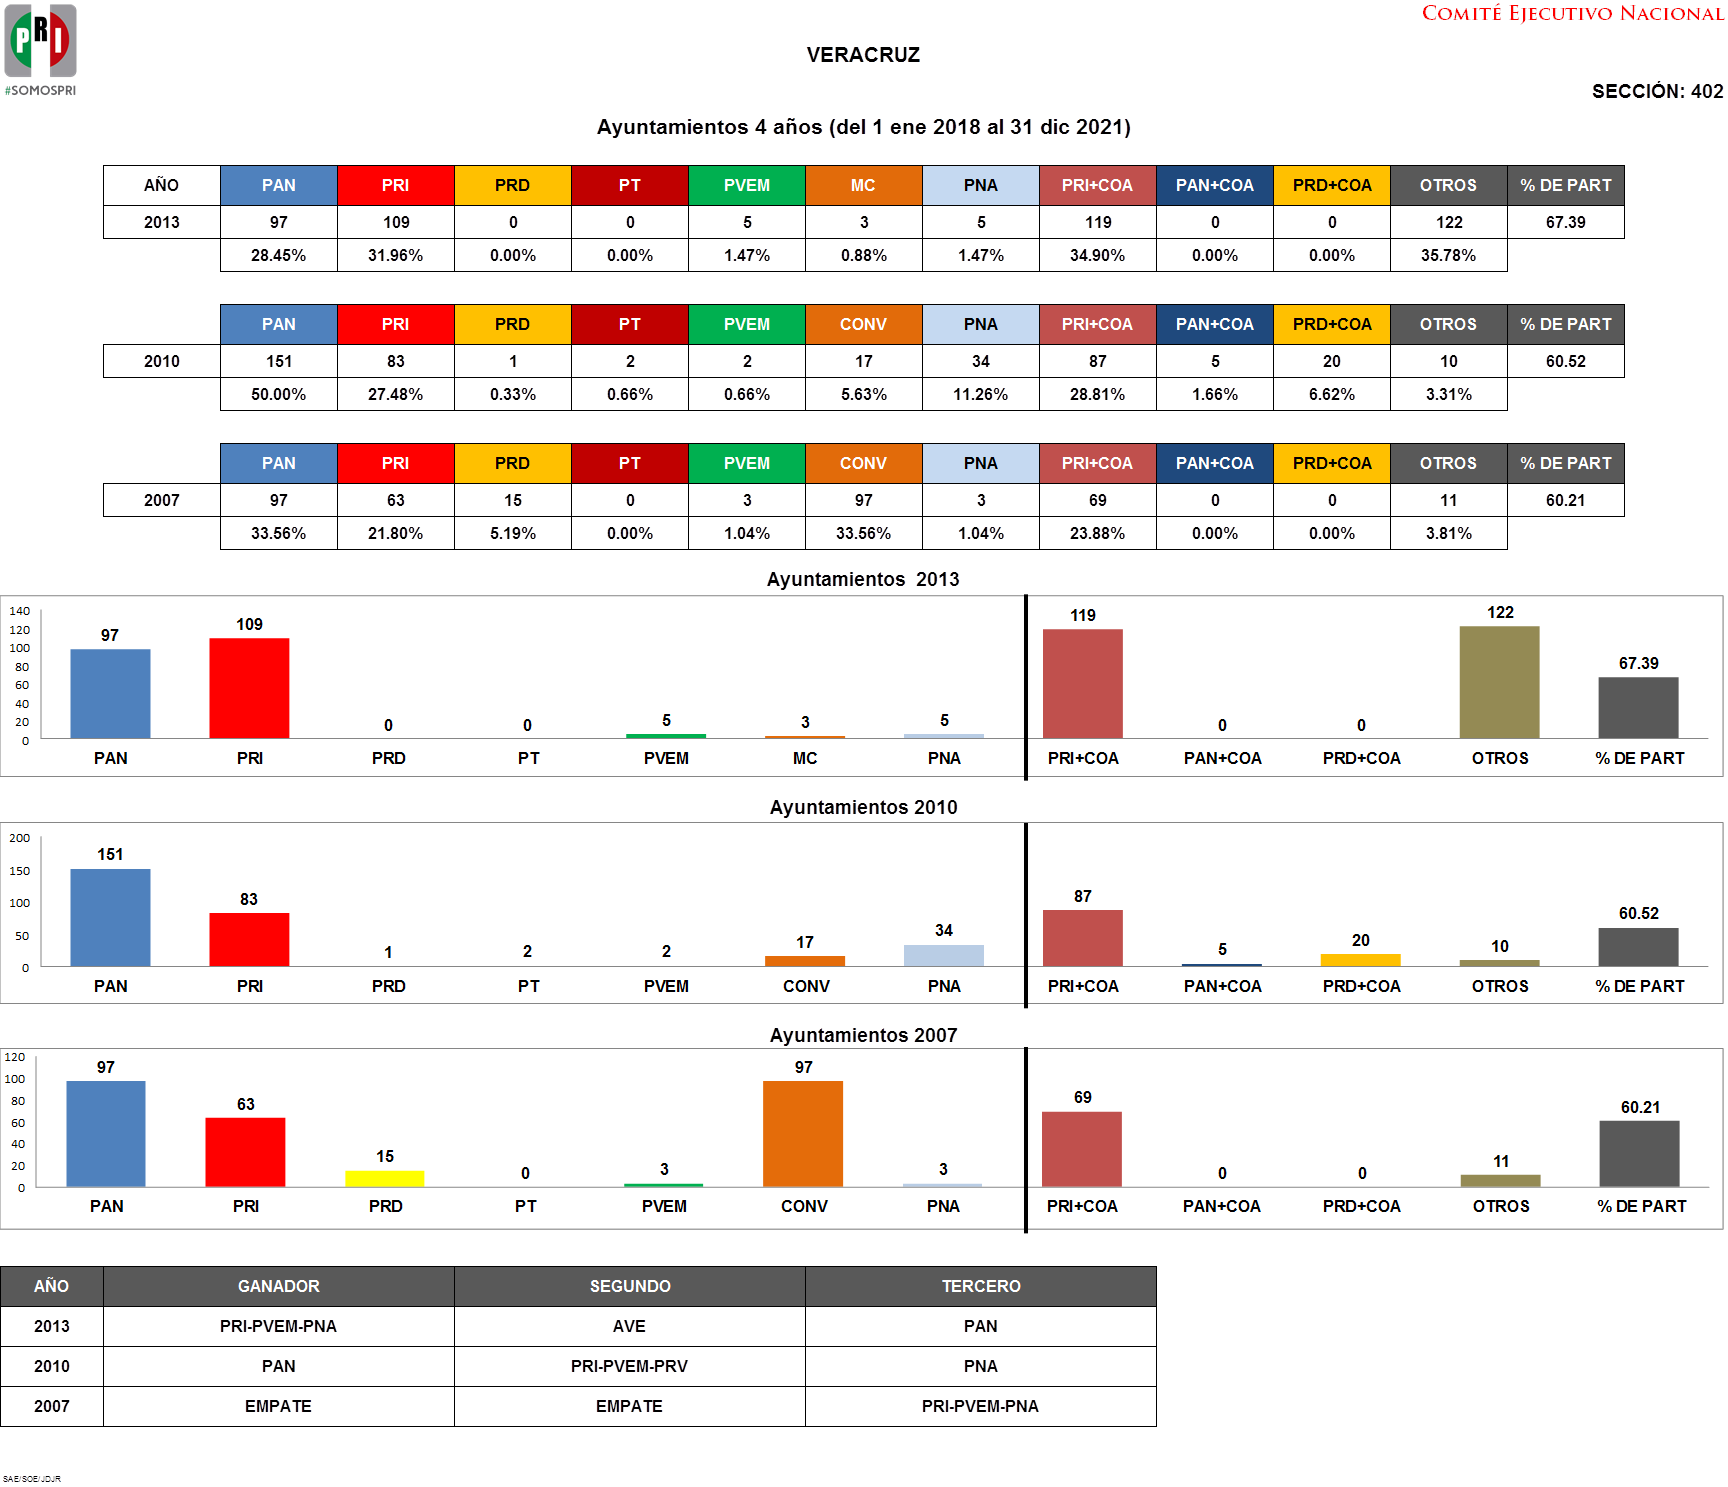 PRI
#SOMOSPRI
COMITÉ EJECUTIVO NACIONAL
VERACRUZ
SECCIÓN: 402
Ayuntamientos 4 años (del 1 ene 2018 al 31 dic 2021)
AÑO PAN PRI PRD PT PVEM MC PNA PRI+COA PAN+COA PRD+COA OTROS % DE PART
2013 97 109 0 0 5 3 5 119 0 0 122 67.39
28.45% 31.96% 0.00% 0.00% 1.47% 0.88% 1.47% 34.90% 0.00% 0.00% 35.78%
PAN PRI PRD PT PVEM CONV PNA PRI+COA PAN+COA PRD+COA OTROS % DE PART
2010 151 83 1 2 2 17 34 87 5 20 10 60.52
50.00% 27.48% 0.33% 0.66% 0.66% 5.63% 11.26% 28.81% 1.66% 6.62% 3.31%
PAN PRI PRD PT PVEM CONV PNA PRI+COA PAN+COA PRD+COA OTROS % DE PART
2007 97 63 15 0 3 97 3 69 0 0 11 60.21
33.56% 21.80% 5.19% 0.00% 1.04% 33.56% 1.04% 23.88% 0.00% 0.00% 3.81%
Ayuntamientos 2013
140
120
100
80
60
40
20
0
97 109 0 0 5 3 5 119 0 0 122 67.39
PAN PRI PRD PT PVEM MC PNA PRI+COA PAN+COA PRD+COA OTROS % DE PART
Ayuntamientos 2010
200
150
100
50
0
151 83 1 2 2 17 34 87 5 20 10 60.52
PAN PRI PRD PT PVEM CONV PNA PRI+COA PAN+COA PRD+COA OTROS % DE PART
Ayuntamientos 2007
120
100
80
60
40
20
0
97 63 15 0 3 97 3 69 0 0 11 60.21
PAN PRI PRD PT PVEM CONV PNA PRI+COA PAN+COA PRD+COA OTROS % DE PART
AÑO GANADOR SEGUNDO TERCERO
2013 PRI-PVEM-PNA AVE PAN
2010 PAN PRI-PVEM-PRV PNA
2007 EMPATE EMPATE PRI-PVEM-PNA
SAE/SOE/JDJR